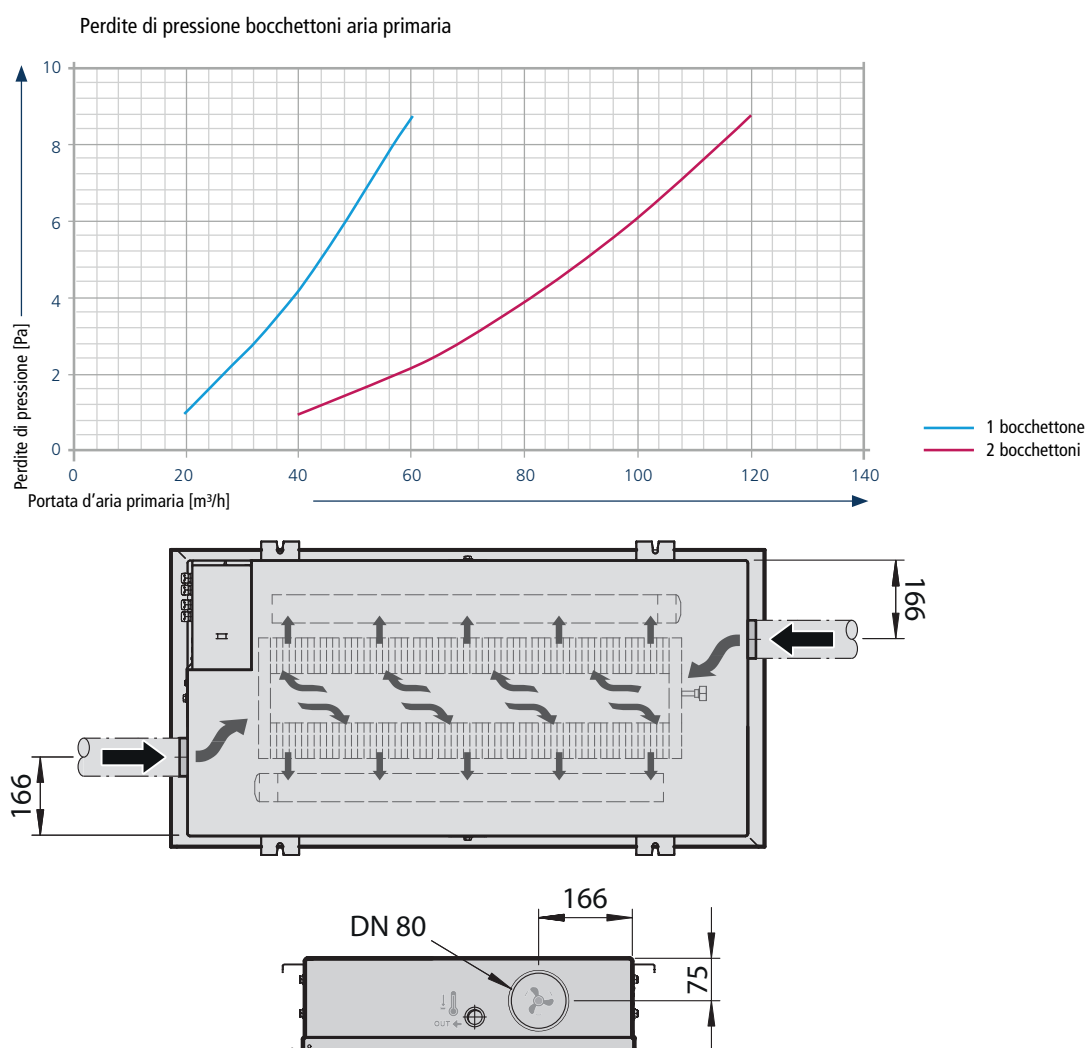 Perdite di pressione bocchettoni aria primaria
10
8
6
4
2
0
Perdite di pressione [Pa]
0 20 40 60 80 100 120 140
Portata d'aria primaria [m³/h]
1 bocchettone
2 bocchettoni
166
166
166
DN 80
75
OUT